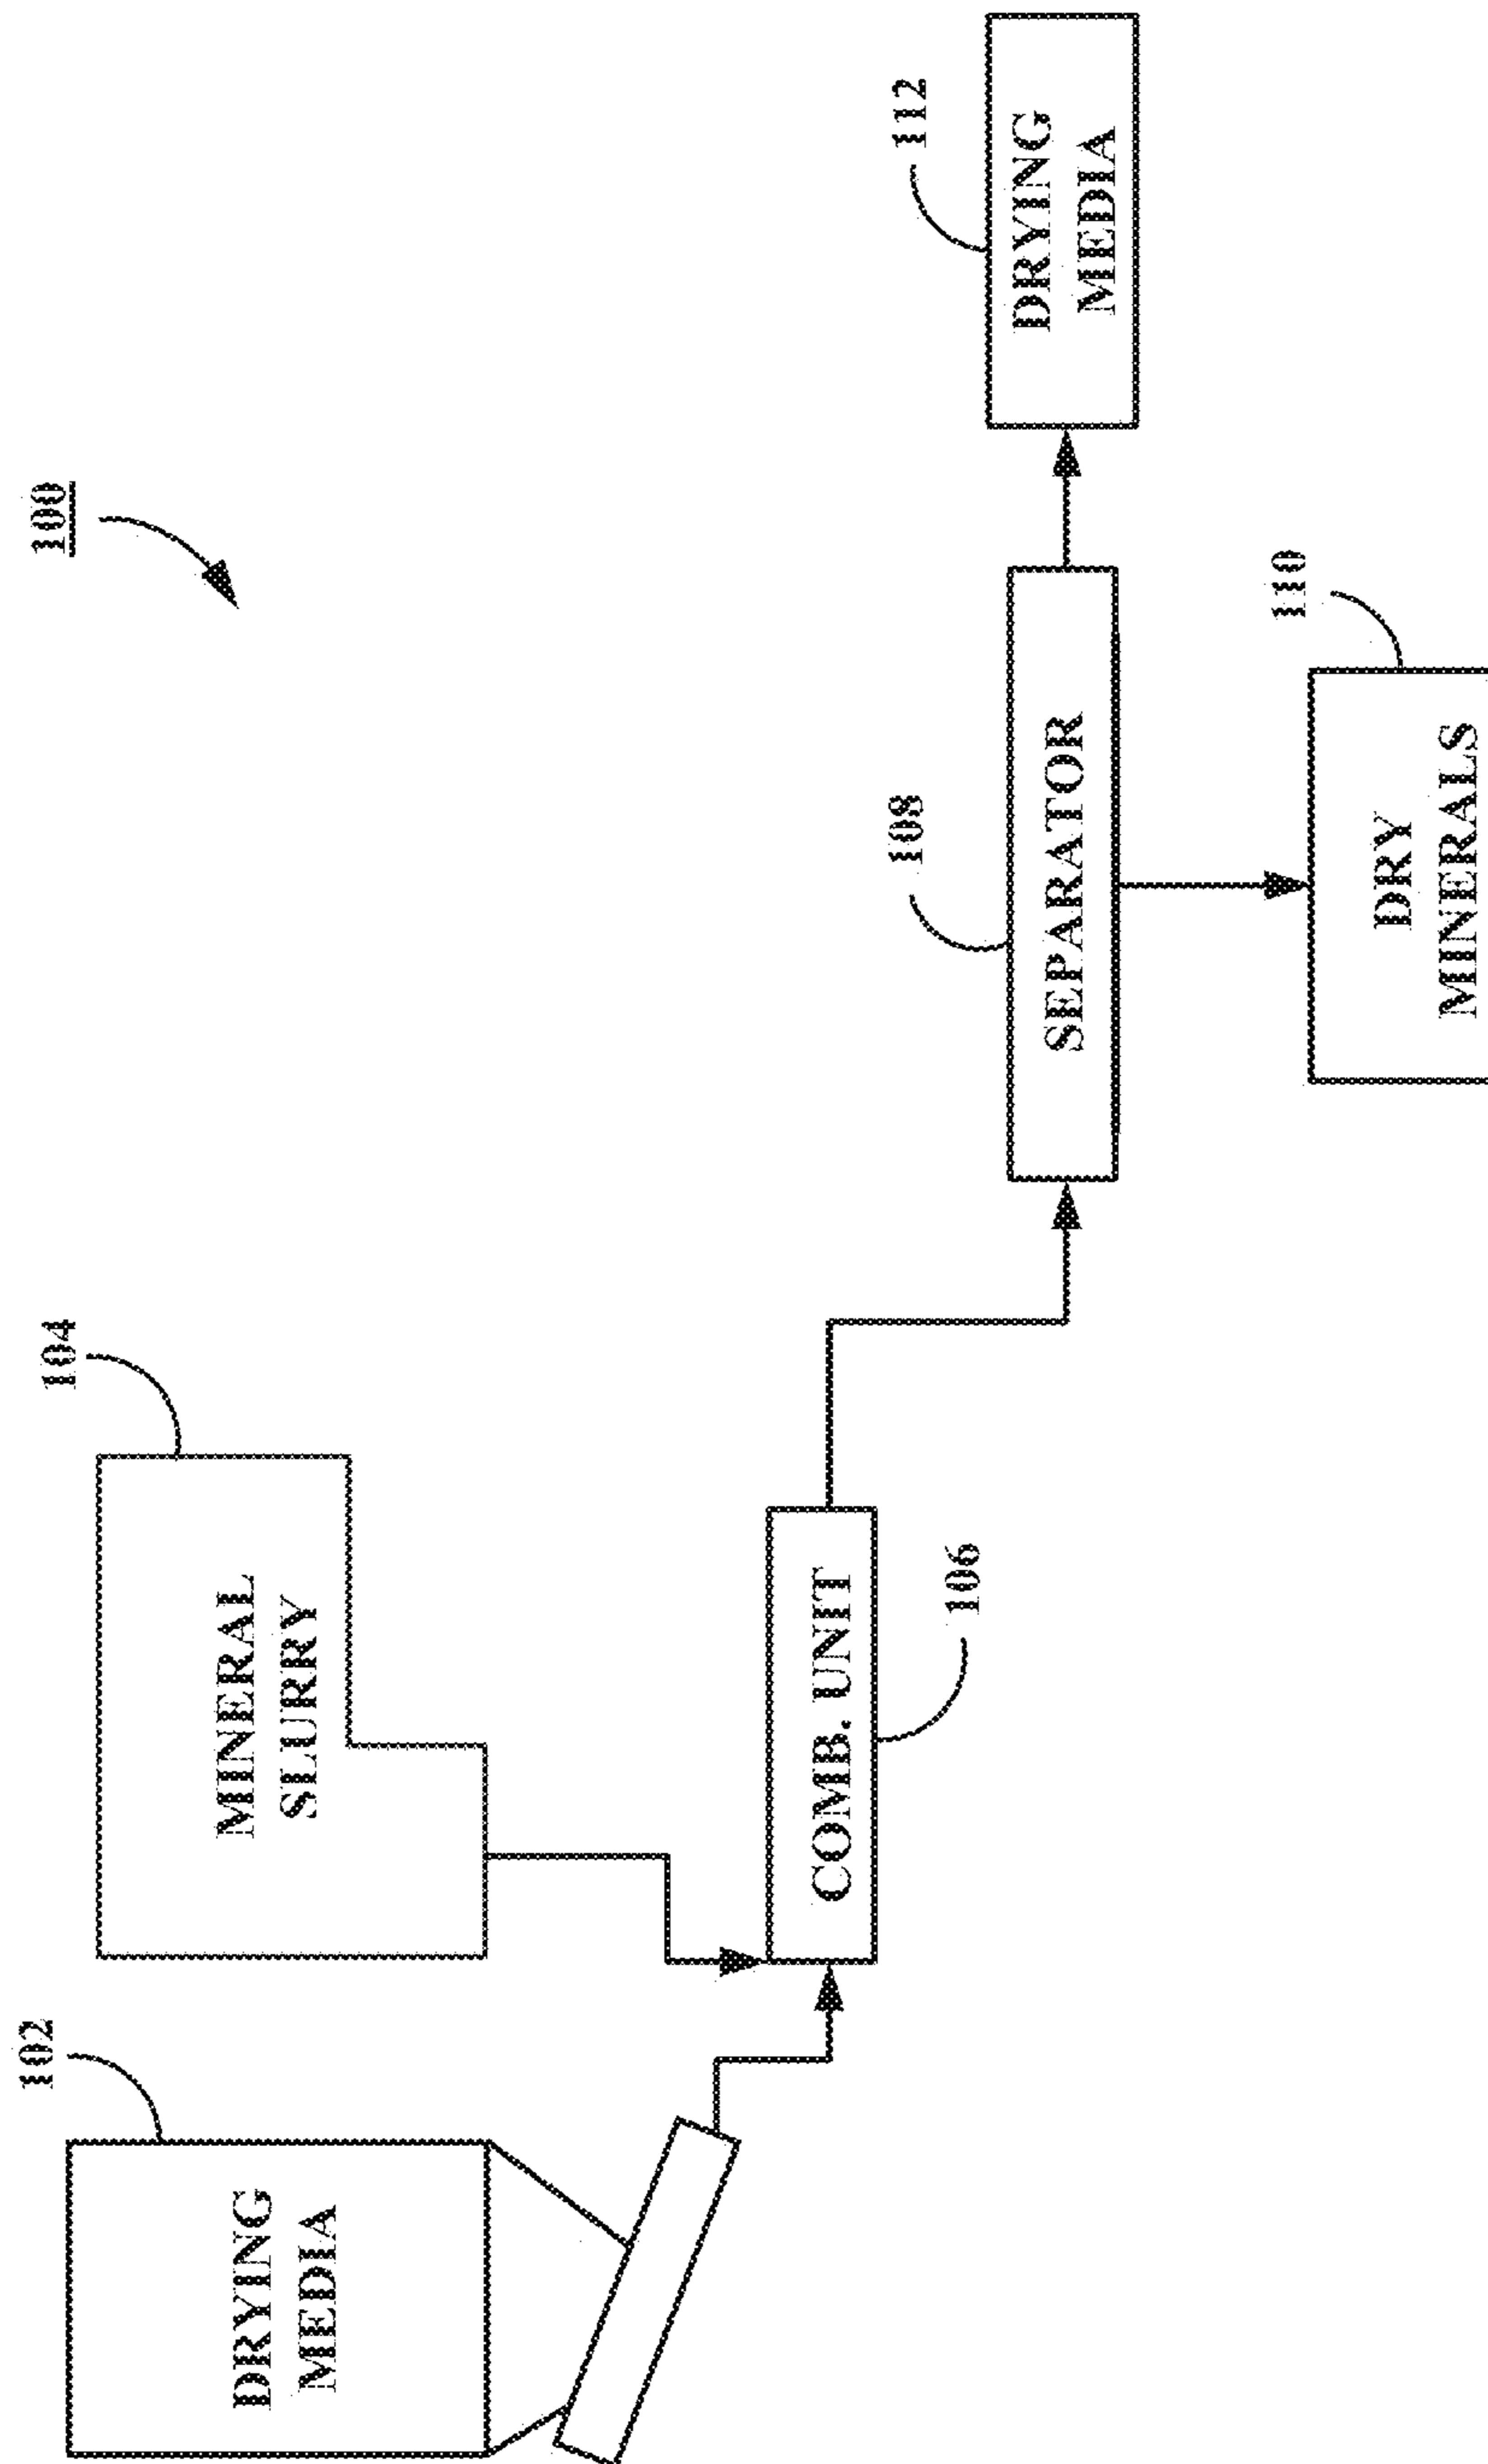 100
102
DRYING
MEDIA
104
MINERAL
SLURRY
COMB. UNIT
106
108
SEPARATOR
112
DRYING
MEDIA
110
DRY
MINERALS